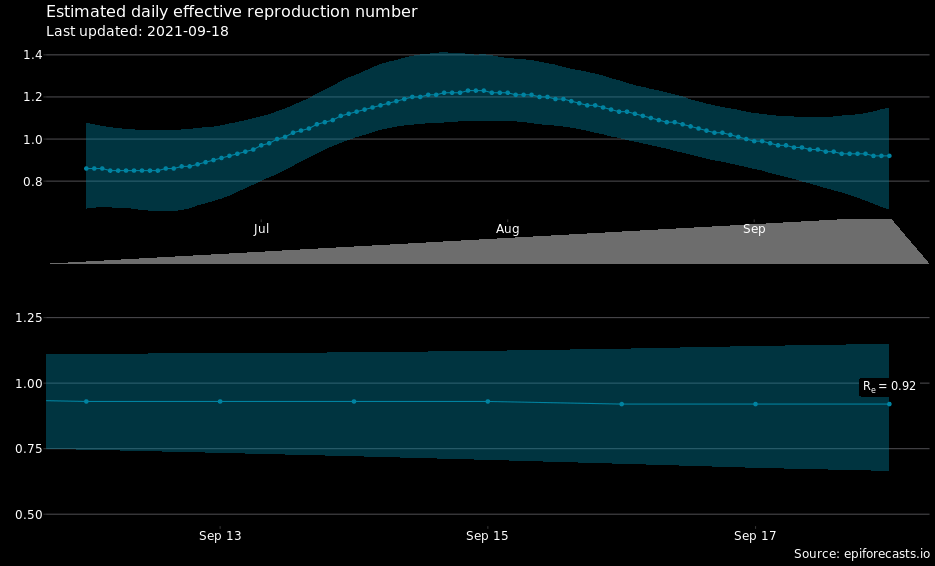 Estimated daily effective reproduction number
Last updated: 2021-09-18
1.4
1.2
1.0
0.8
Jul Aug Sep
1.25
1.00
0.75
0.50
Re = 0.92
Sep 13 Sep 15 Sep 17
Source: epiforecasts.io